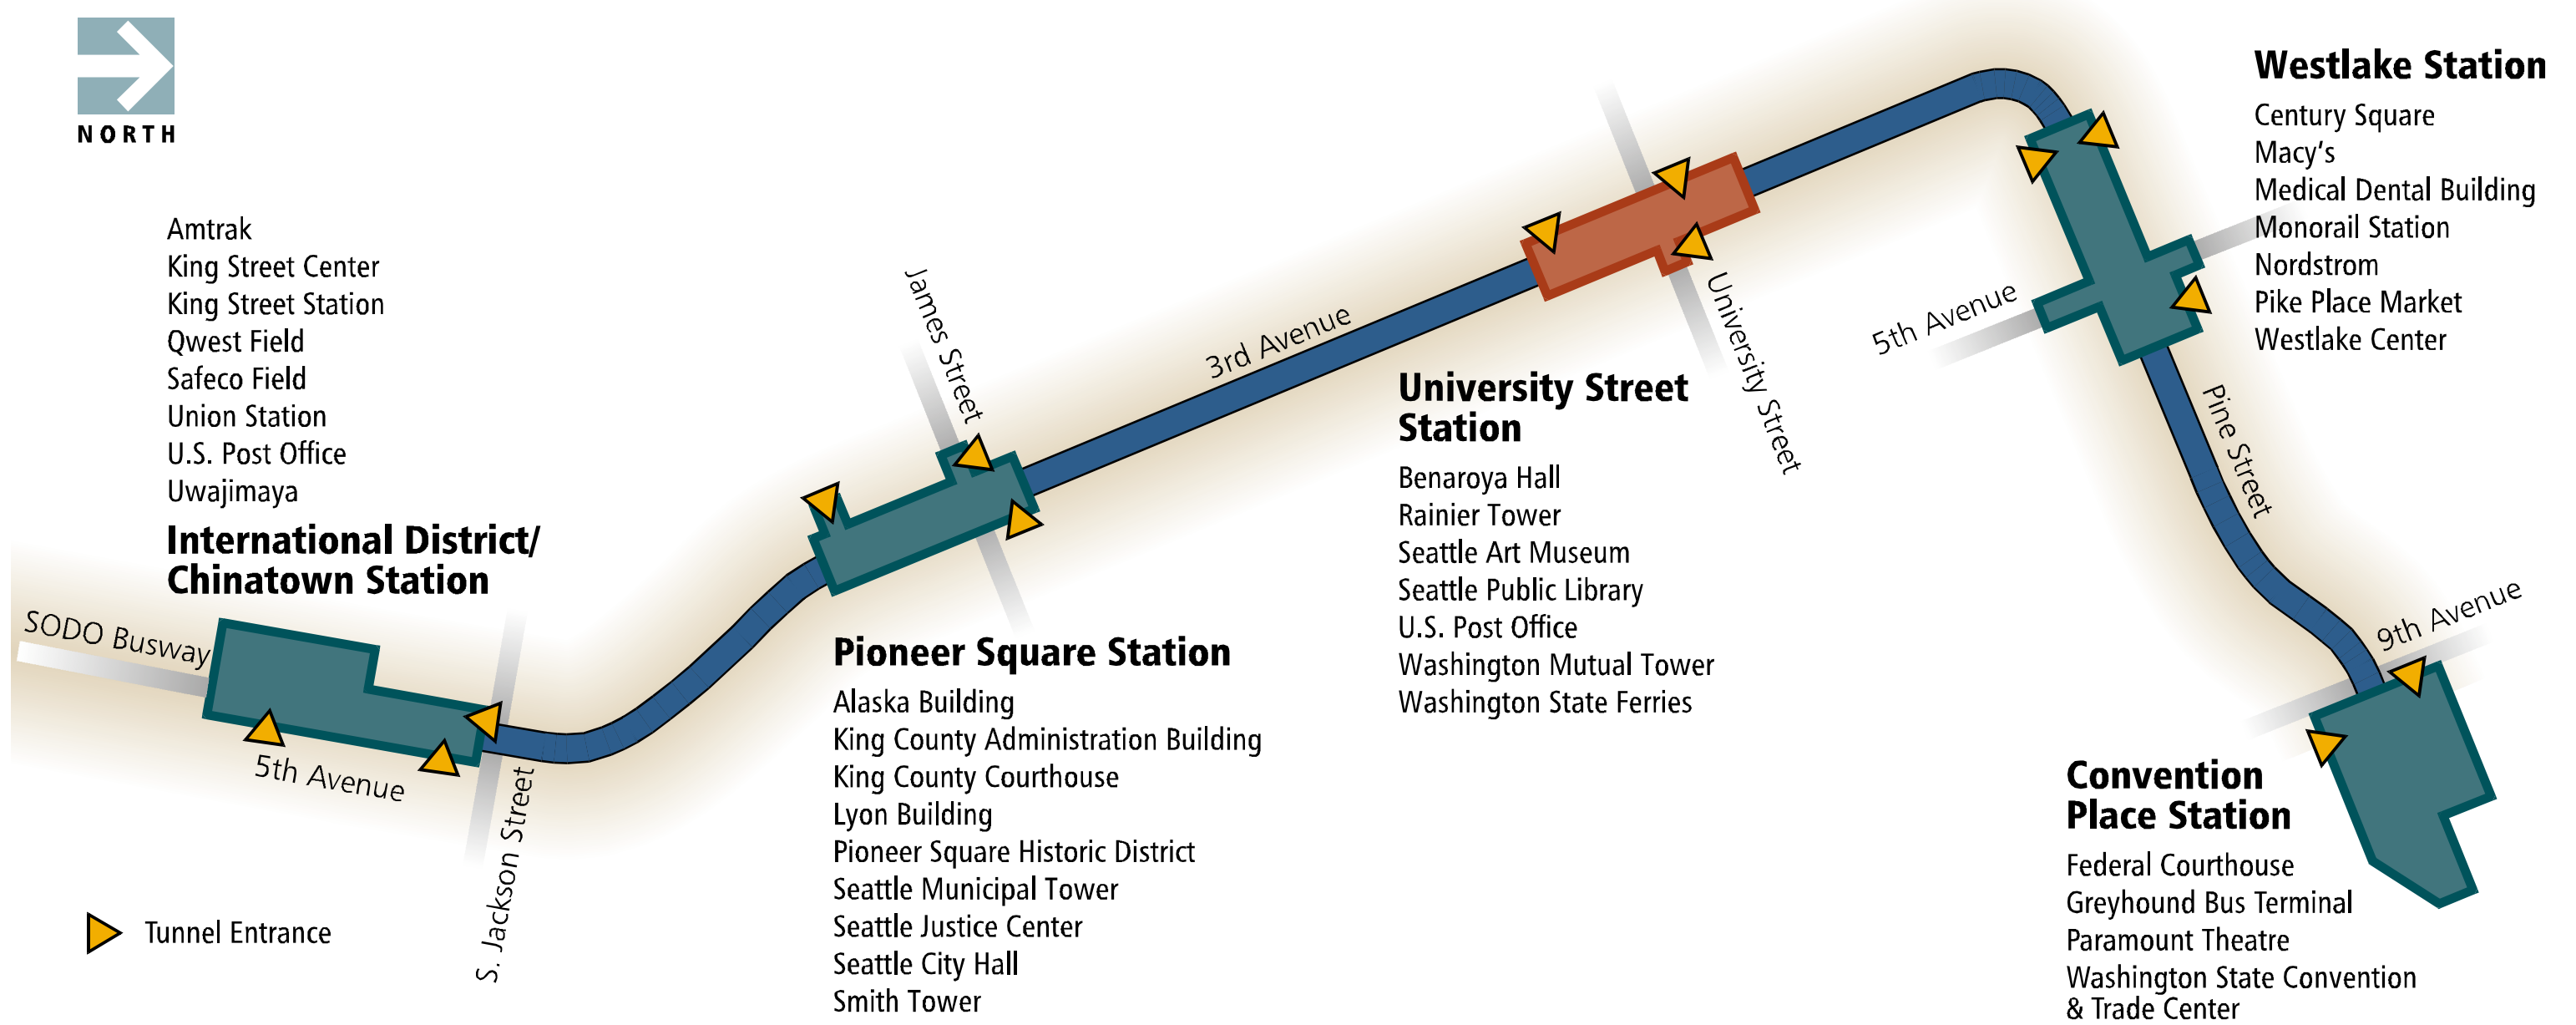 NORTH
Amtrak
King Street Center
King Street Station
Qwest Field
Safeco Field
Union Station
U.S. Post Office
Uwajimaya
International District/
Chinatown Station
SODO Busway
5th Avenue
S. Jackson Street
Tunnel Entrance
James Street
Pioneer Square Station
Alaska Building
King County Administration Building
King County Courthouse
Lyon Building
Pioneer Square Historic District
Seattle Municipal Tower
Seattle Justice Center
Seattle City Hall
Smith Tower
3rd Avenue
University Street
University Street
Station
Benaroya Hall
Rainier Tower
Seattle Art Museum
Seattle Public Library
U.S. Post Office
Washington Mutual Tower
Washington State Ferries
Westlake Station
Century Square
Macy's
Medical Dental Building
Monorail Station
Nordstrom
Pike Place Market
Westlake Center
5th Avenue
Pine Street
9th Avenue
Convention
Place Station
Federal Courthouse
Greyhound Bus Terminal
Paramount Theatre
Washington State Convention
& Trade Center